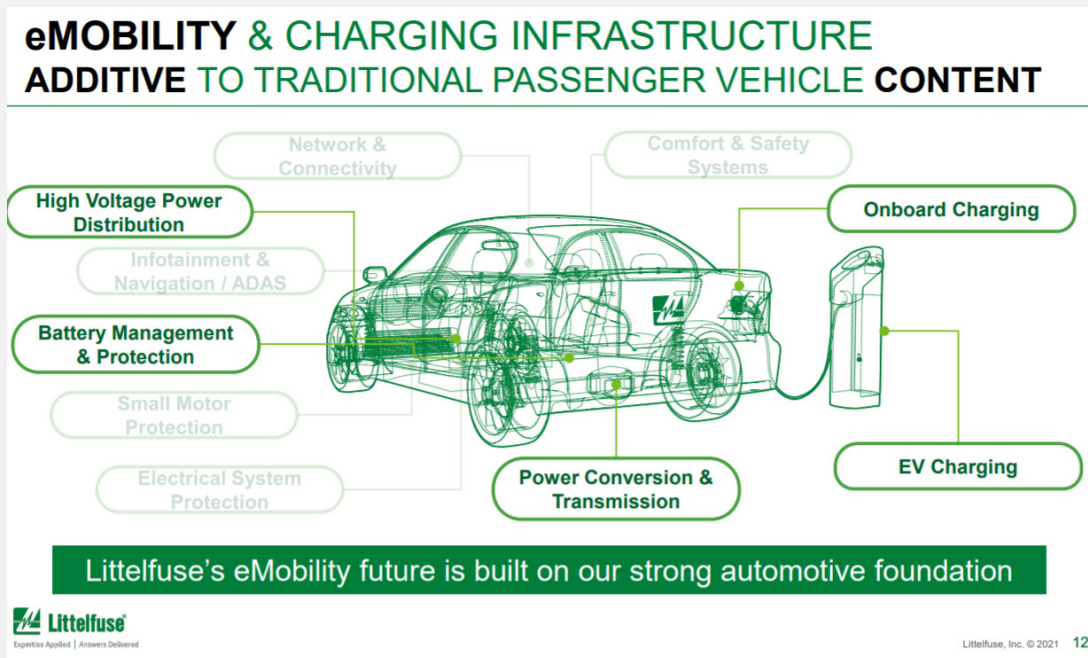 eMOBILITY & CHARGING INFRASTRUCTURE
ADDITIVE TO TRADITIONAL PASSENGER VEHICLE CONTENT
Network &
Connectivity
Comfort & Safety
Systems
High Voltage Power
Distribution
Onboard Charging
Infotainment &
Navigation / ADAS
Battery Management
& Protection
Small Motor
Protection
Electrical System
Protection
Power Conversion &
Transmission
EV Charging
Littelfuse's eMobility future is built on our strong automotive foundation
Littelfuse®
Expertise Applied | Answers Delivered
Littelfuse, Inc. © 2021 12